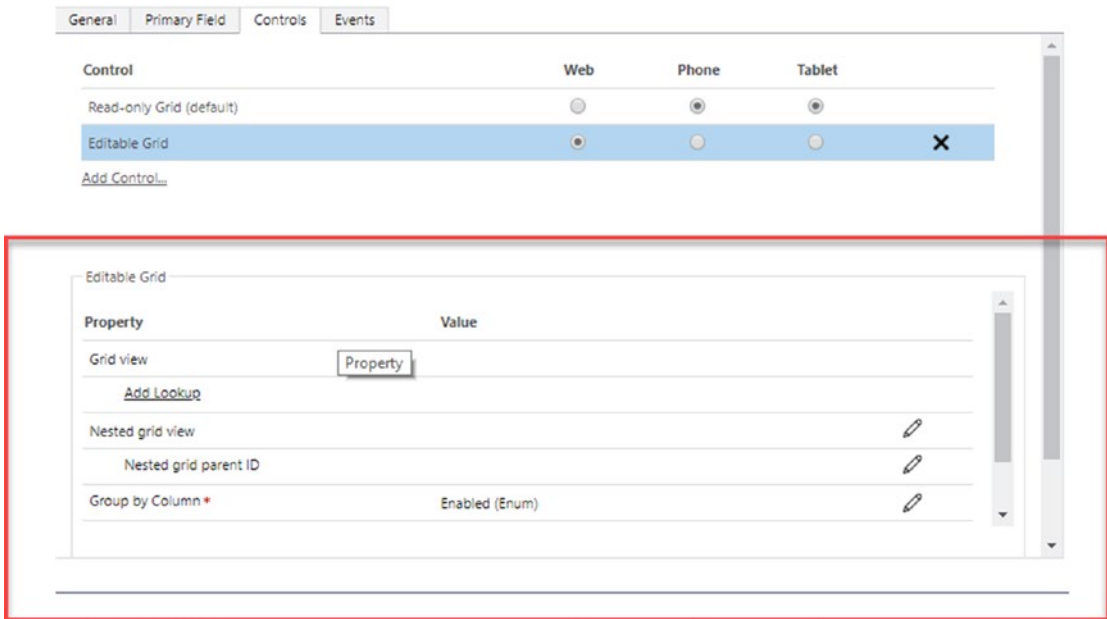 General Primary Field Controls Events
Control Web Phone Tablet
Read-only Grid (default)
Editable Grid
Add Control...
Editable Grid
Property Value
Grid view
Property
Add Lookup
Nested grid view
Nested grid parent ID
Group by Column * Enabled (Enum)